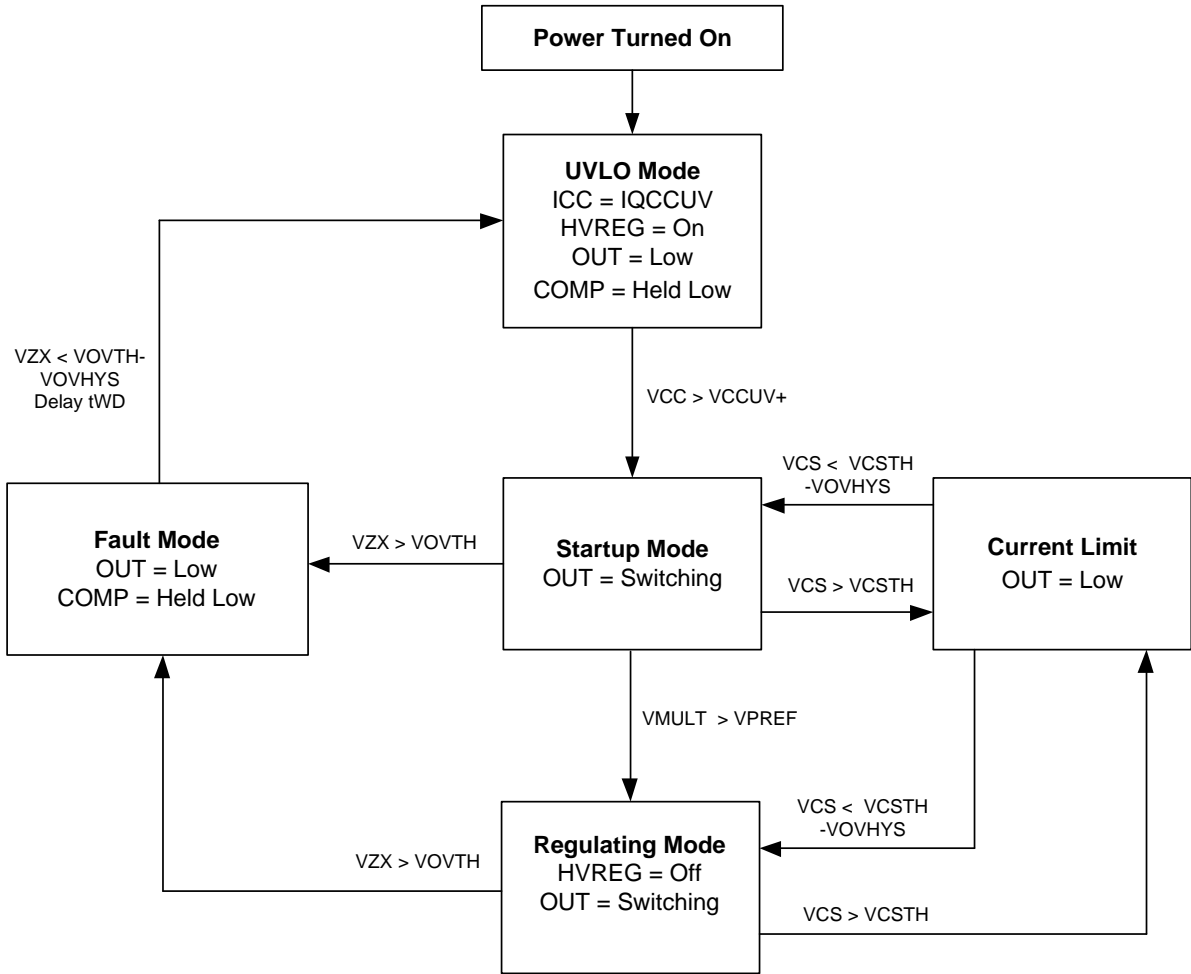 Power Turned On
UVLO Mode
ICC = IQCCUV
HVREG = On
OUT = Low
COMP = Held Low
VZX < VOVTH-
VOVHYS
Delay tWD
VCC > VCCUV+
VCS < VCSTH
-VOVHYS
Fault Mode
OUT = Low
COMP = Held Low
VZX > VOVTH
Startup Mode
OUT = Switching
VCS > VCSTH
Current Limit
OUT = Low
VMULT > VPREF
VCS < VCSTH
-VOVHYS
VZX > VOVTH
Regulating Mode
HVREG = Off
OUT = Switching
VCS > VCSTH